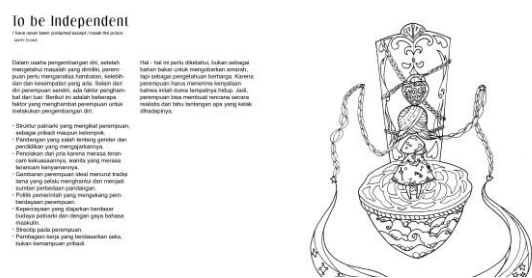 To be Independent
I have never been contained except I made the prison.
- MARY EVANS
Dalam usaha pengembangan diri, setelah
mengetahui masalah yang dimiliki, perem-
puan perlu menganalisa hambatan, kelebih-
dan dan kesempatan yang ada. Selain dari
diri perempuan sendiri, ada faktor pengham-
bat dari luar. Berikut ini adalah beberapa
faktor yang menghambat perempuan untuk
melakukan pengembangan diri:
- Struktur patriarki yang mengikat perempuan,
sebagai pribadi maupun kelompok.
- Pandangan yang salah tentang gender dan
pendidikan yang mengajarkannya.
- Penolakan dari pria karena merasa teran-
cam kekuasaannya, wanita yang merasa
terancam kenyamanannya.
- Gambaran perempuan ideal menurut tradisi
lama yang selalu menghantui dan menjadi
sumber perbedaan pandangan.
- Politik pemerintah yang mengekang pem-
berdayaan perempuan.
- Kepercayaan yang diajarkan berdasar
budaya patriarki dan dengan gaya bahasa
maskulin.
- Streotip pada perempuan.
- Pembagian kerja yang berdasarkan seks,
bukan kemampuan pribadi.
Hal - hal ini perlu diketahui, bukan sebagai
bahan bakar untuk mengobarkan amarah,
tapi sebagai pengetahuan berharga. Karena
perempuan harus menerima kenyataan
bahwa inilah dunia tempatnya hidup. Jadi,
perempuan bisa membuat rencana secara
realistis dan tahu tantangan apa yang kelak
dihadapinya.